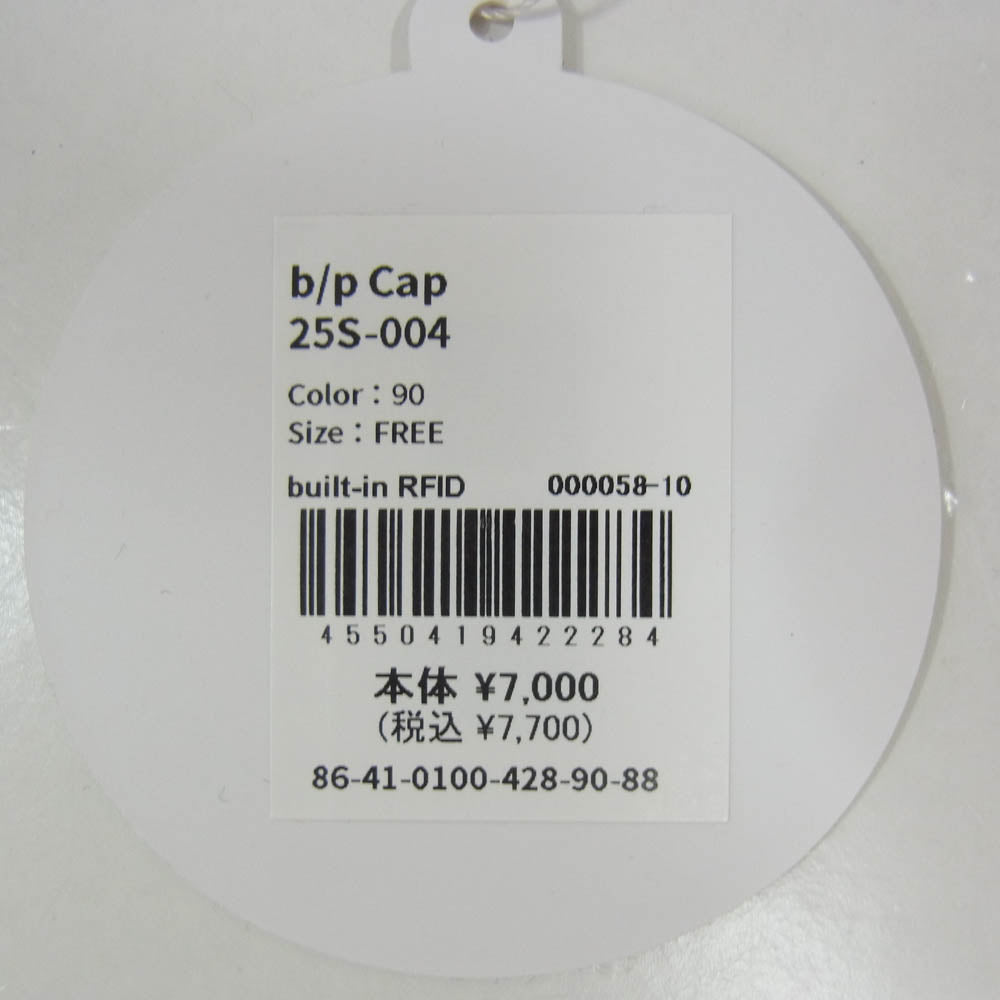 b/p Cap
25S-004
Color：90
Size：FREE
built-in RFID 000058-10
4550419422284
本体 ¥7,000
(税込 ¥7,700)
86-41-0100-428-90-88